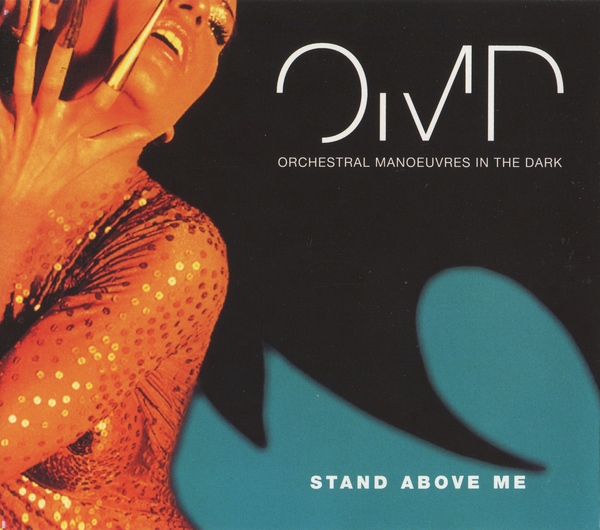 OMD
ORCHESTRAL MANOEUVRES IN THE DARK
STAND ABOVE ME